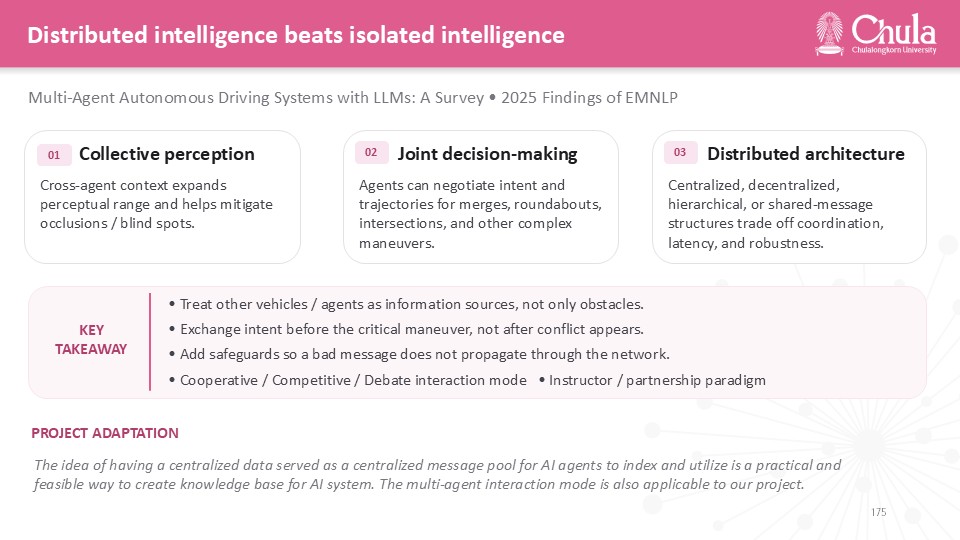 Distributed intelligence beats isolated intelligence
Chula
Chulalongkorn University
Multi-Agent Autonomous Driving Systems with LLMs: A Survey • 2025 Findings of EMNLP
01 Collective perception
Cross-agent context expands
perceptual range and helps mitigate
occlusions / blind spots.
02 Joint decision-making
Agents can negotiate intent and
trajectories for merges, roundabouts,
intersections, and other complex
maneuvers.
03 Distributed architecture
Centralized, decentralized,
hierarchical, or shared-message
structures trade off coordination,
latency, and robustness.
KEY
TAKEAWAY
• Treat other vehicles / agents as information sources, not only obstacles.
• Exchange intent before the critical maneuver, not after conflict appears.
• Add safeguards so a bad message does not propagate through the network.
• Cooperative / Competitive / Debate interaction mode • Instructor / partnership paradigm
PROJECT ADAPTATION
The idea of having a centralized data served as a centralized message pool for AI agents to index and utilize is a practical and
feasible way to create knowledge base for AI system. The multi-agent interaction mode is also applicable to our project.
175